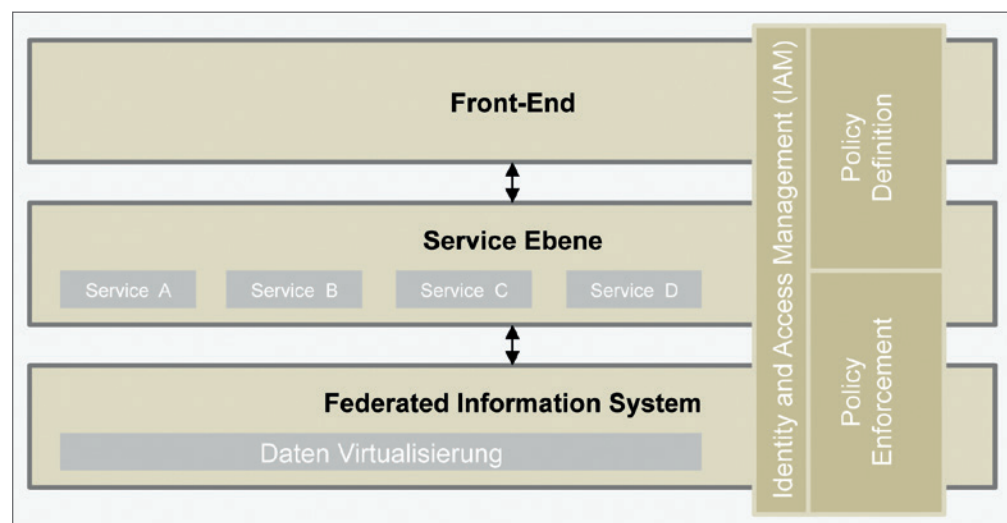 Front-End
Service Ebene
Service A
Service B
Service C
Service D
Federated Information System
Daten Virtualisierung
Identity and Access Management (IAM)
Policy
Definition
Policy
Enforcement